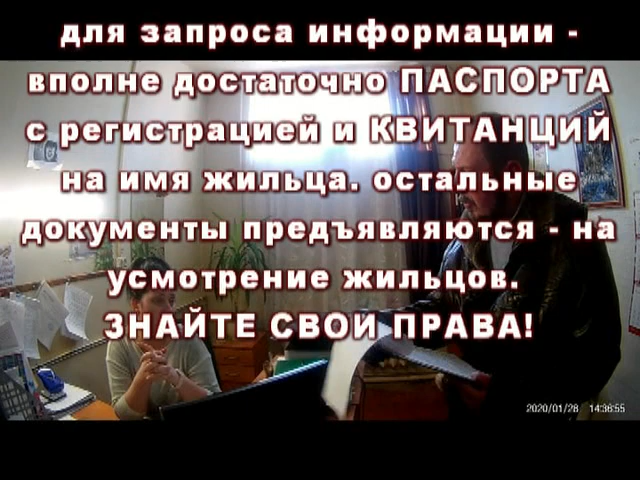 для запроса информации -
вполне достаточно ПАСПОРТА
с регистрацией и КВИТАНЦИЙ
на имя жильца. остальные
документы предъявляются - на
усмотрение жильцов.
ЗНАЙТЕ СВОИ ПРАВА!
2020/01/28 14:36:55